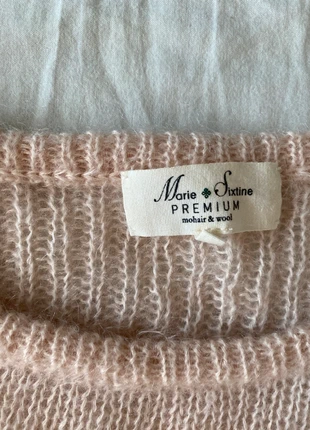 Marie Sixtine
PREMIUM
mohair & wool